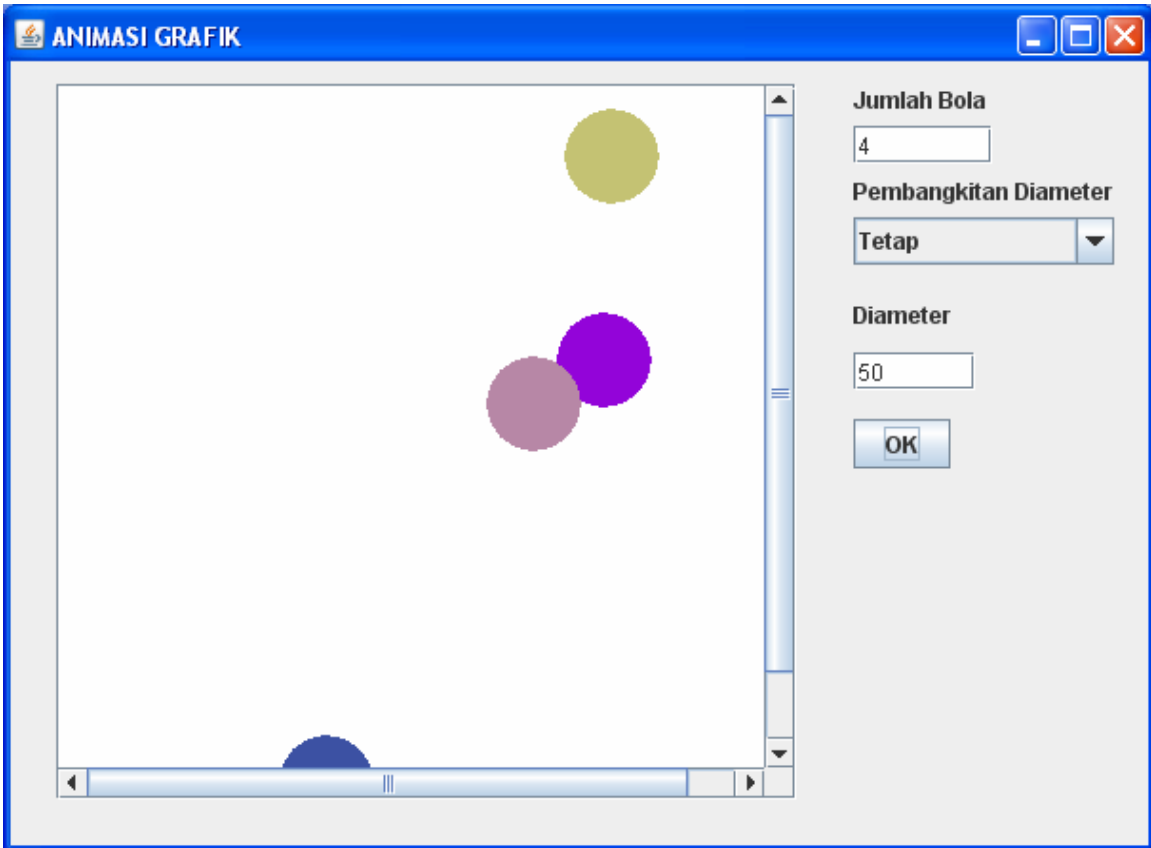 ANIMASI GRAFIK
Jumlah Bola
4
Pembangkitan Diameter
Tetap
Diameter
50
OK